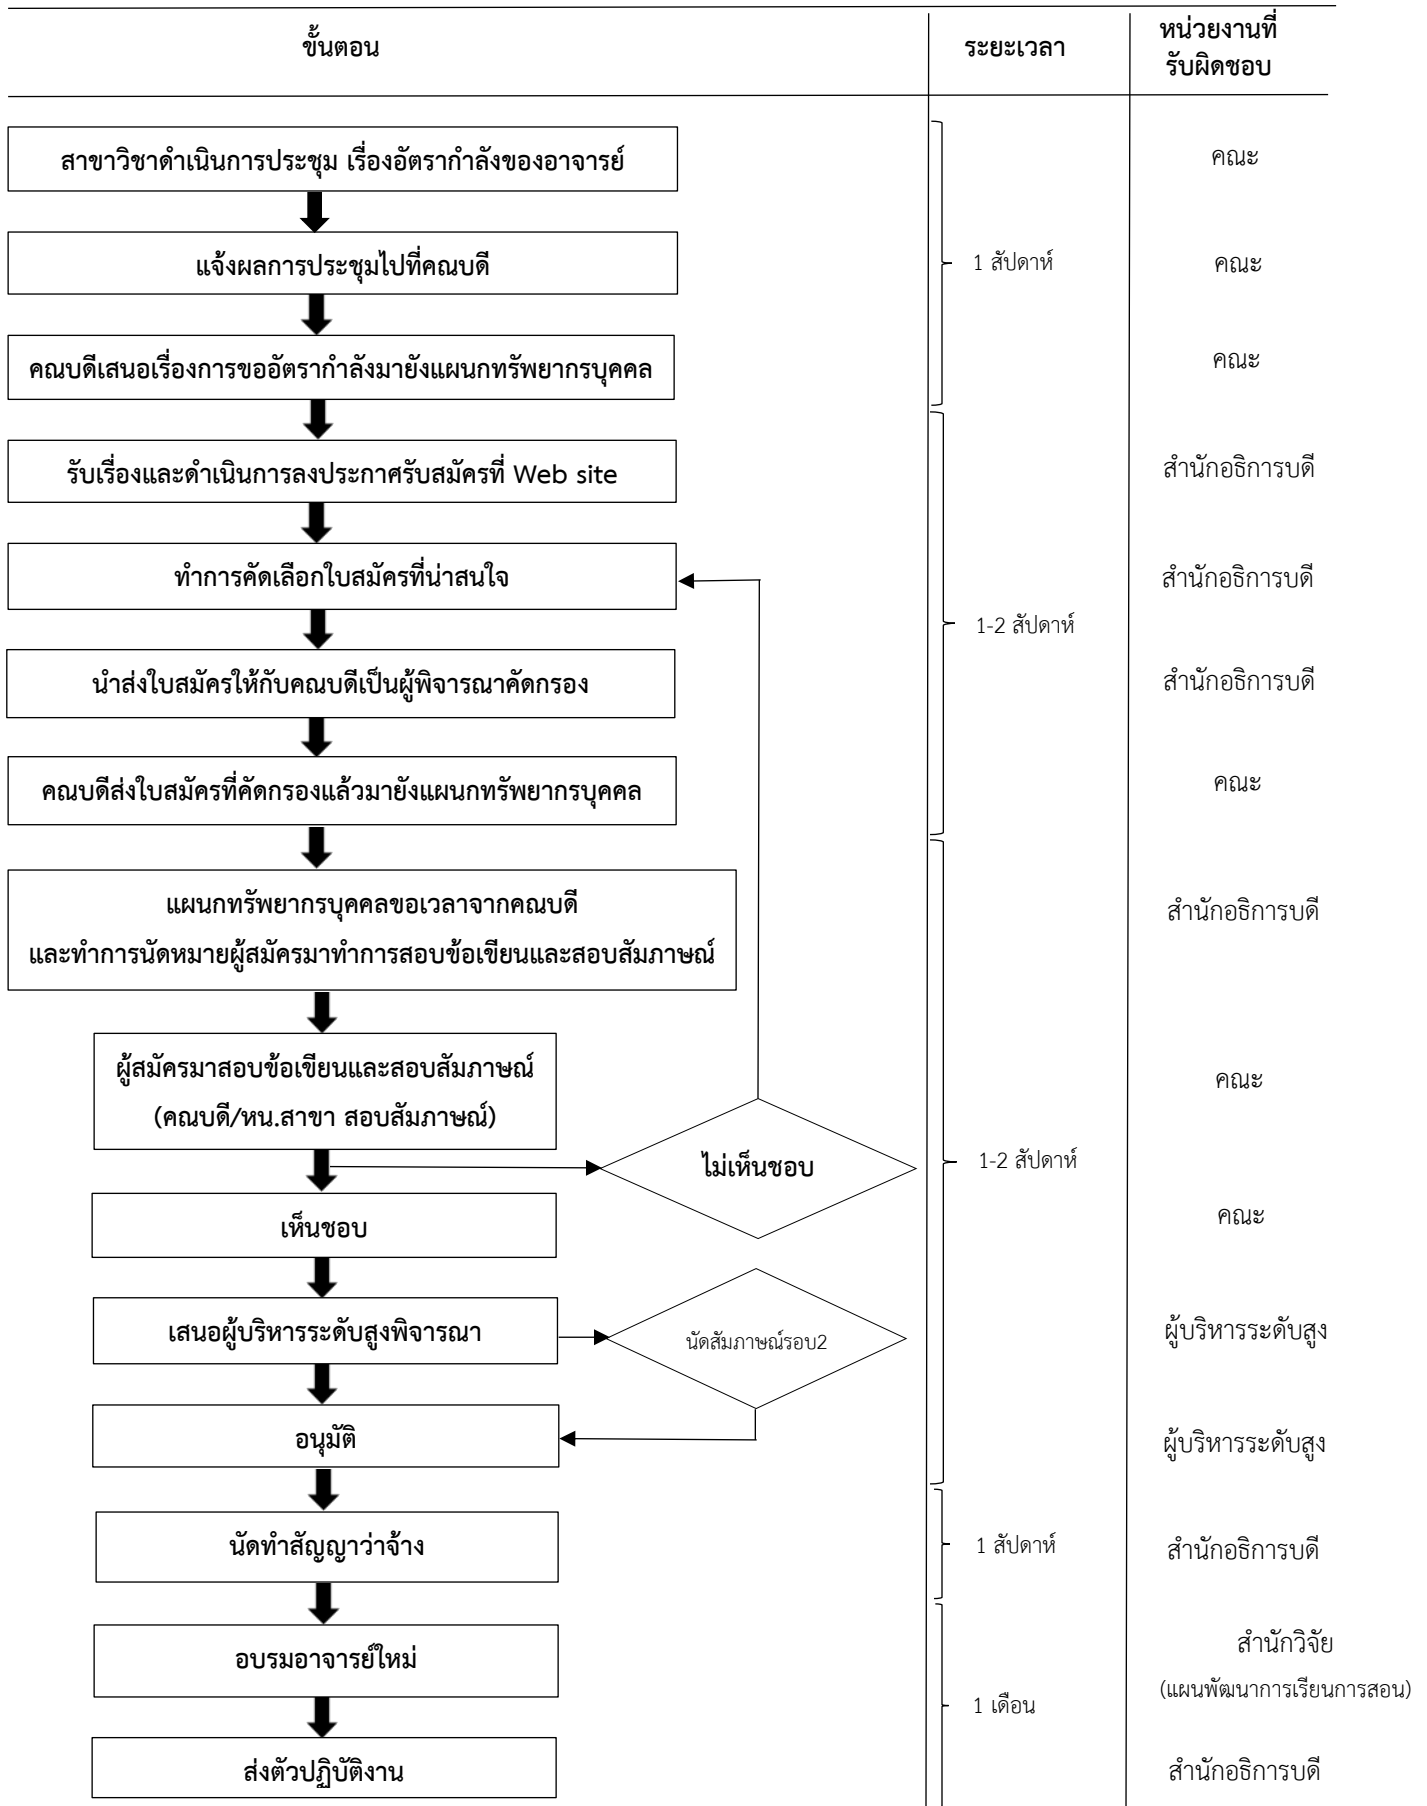 ขั้นตอน
ระยะเวลา
หน่วยงานที่
รับผิดชอบ
สาขาวิชาดำเนินการประชุม เรื่องอัตรากำลังของอาจารย์
คณะ
แจ้งผลการประชุมไปที่คณบดี
1 สัปดาห์
คณะ
คณบดีเสนอเรื่องการขออัตรากำลังมายังแผนกทรัพยากรบุคคล
คณะ
รับเรื่องและดำเนินการลงประกาศรับสมัครที่ Web site
สำนักอธิการบดี
ทำการคัดเลือกใบสมัครที่น่าสนใจ
สำนักอธิการบดี
1-2 สัปดาห์
นำส่งใบสมัครให้กับคณบดีเป็นผู้พิจารณาคัดกรอง
สำนักอธิการบดี
คณบดีส่งใบสมัครที่คัดกรองแล้วมายังแผนกทรัพยากรบุคคล
คณะ
แผนกทรัพยากรบุคคลขอเวลาจากคณบดี
และทำการนัดหมายผู้สมัครมาทำการสอบข้อเขียนและสอบสัมภาษณ์
สำนักอธิการบดี
ผู้สมัครมาสอบข้อเขียนและสอบสัมภาษณ์
(คณบดี/หน.สาขา สอบสัมภาษณ์)
คณะ
ไม่เห็นชอบ
1-2 สัปดาห์
เห็นชอบ
คณะ
เสนอผู้บริหารระดับสูงพิจารณา
นัดสัมภาษณ์รอบ2
ผู้บริหารระดับสูง
อนุมัติ
ผู้บริหารระดับสูง
นัดทำสัญญาว่าจ้าง
1 สัปดาห์
สำนักอธิการบดี
อบรมอาจารย์ใหม่
สำนักวิจัย
(แผนพัฒนาการเรียนการสอน)
1 เดือน
ส่งตัวปฏิบัติงาน
สำนักอธิการบดี